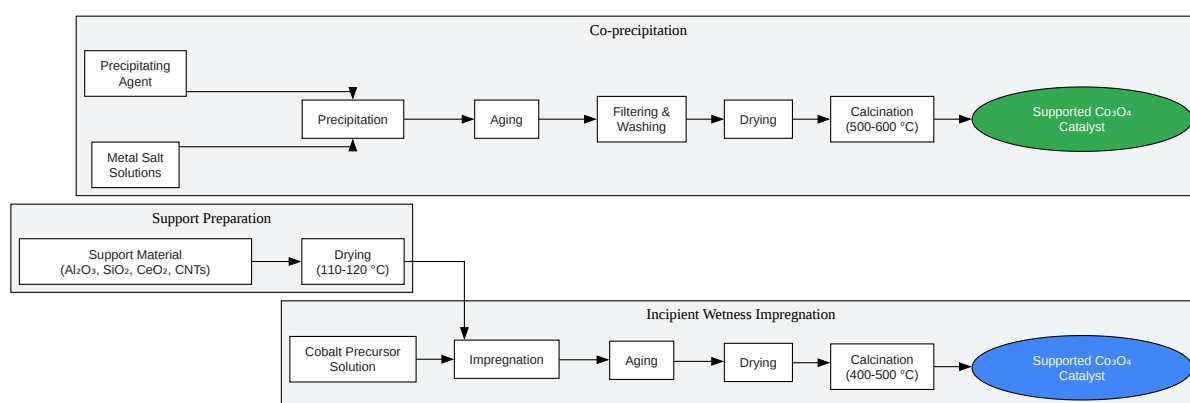 Co-precipitation
Precipitating
Agent
Metal Salt
Solutions
Precipitation
Aging
Filtering &
Washing
Drying
Calcination
(500-600 °C)
Supported Co₃O₄
Catalyst
Support Preparation
Support Material
(Al₂O₃, SiO₂, CeO₂, CNTs)
Drying
(110-120 °C)
Incipient Wetness Impregnation
Cobalt Precursor
Solution
Impregnation
Aging
Drying
Calcination
(400-500 °C)
Supported Co₃O₄
Catalyst